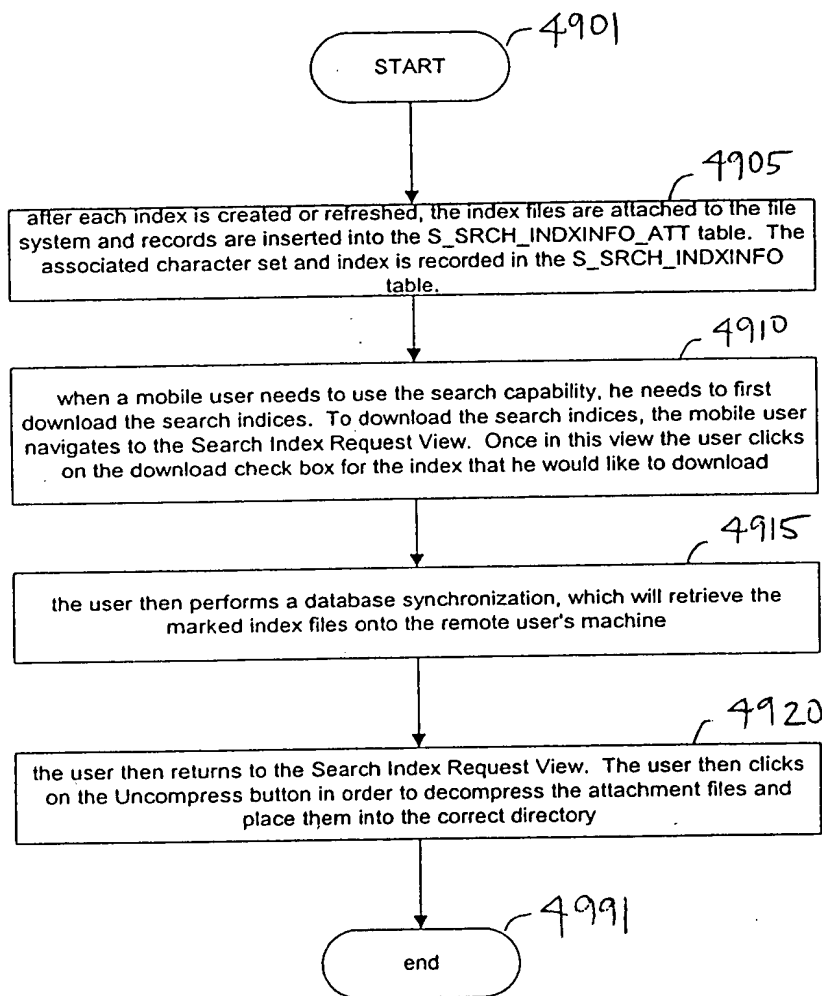 4901
START
4905
after each index is created or refreshed, the index files are attached to the file
system and records are inserted into the S_SRCH_INDXINFO_ATT table. The
associated character set and index is recorded in the S_SRCH_INDXINFO
table.
4910
when a mobile user needs to use the search capability, he needs to first
download the search indices. To download the search indices, the mobile user
navigates to the Search Index Request View. Once in this view the user clicks
on the download check box for the index that he would like to download
4915
the user then performs a database synchronization, which will retrieve the
marked index files onto the remote user's machine
4920
the user then returns to the Search Index Request View. The user then clicks
on the Uncompress button in order to decompress the attachment files and
place them into the correct directory
4991
end